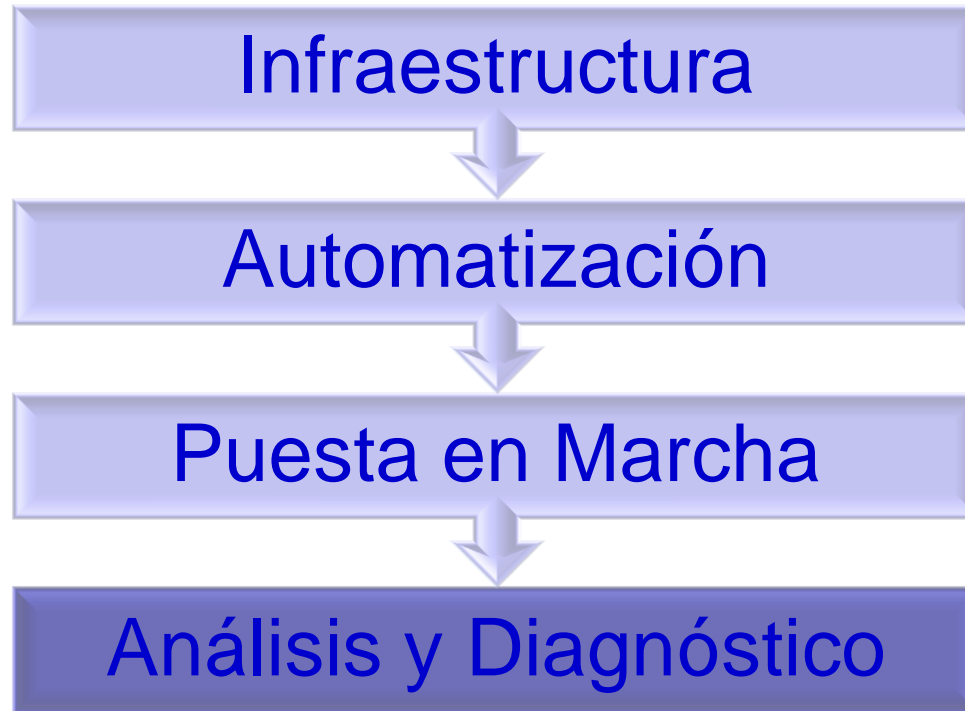 Infraestructura
Automatización
Puesta en Marcha
Análisis y Diagnóstico